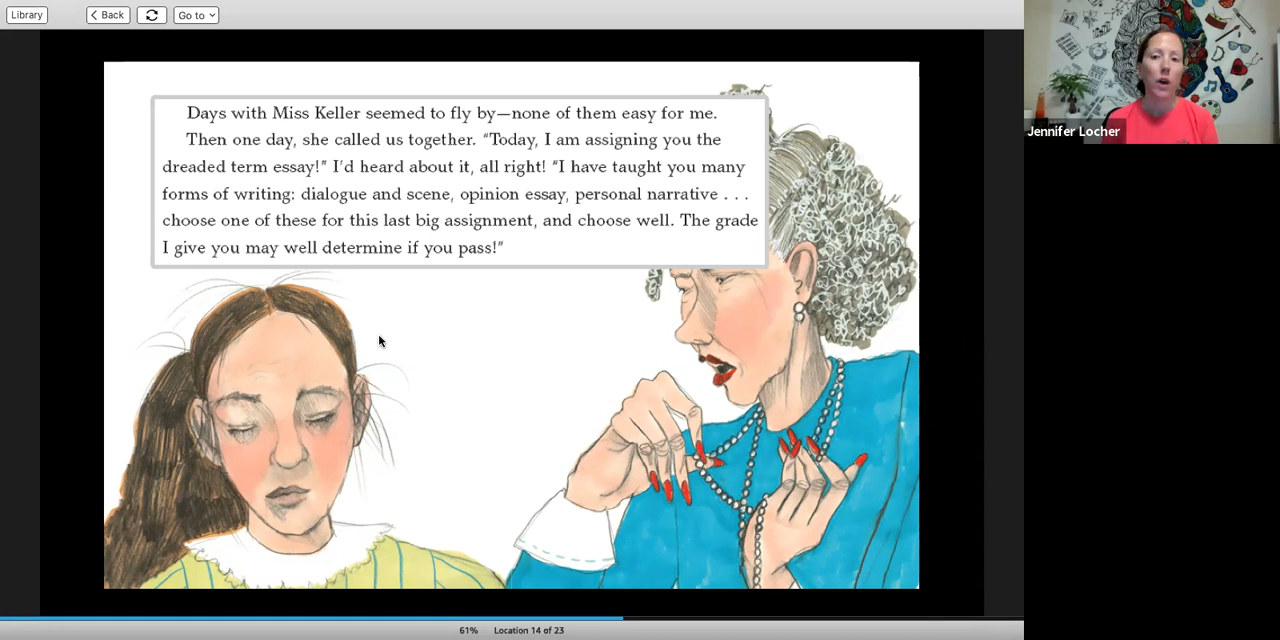 Library
Back
Go to
Days with Miss Keller seemed to fly by—none of them easy for me.
Then one day, she called us together. “Today, I am assigning you the
dreaded term essay!” I’d heard about it, all right! “I have taught you many
forms of writing: dialogue and scene, opinion essay, personal narrative . . .
choose one of these for this last big assignment, and choose well. The grade
I give you may well determine if you pass!”
Jennifer Locher
61% Location 14 of 23